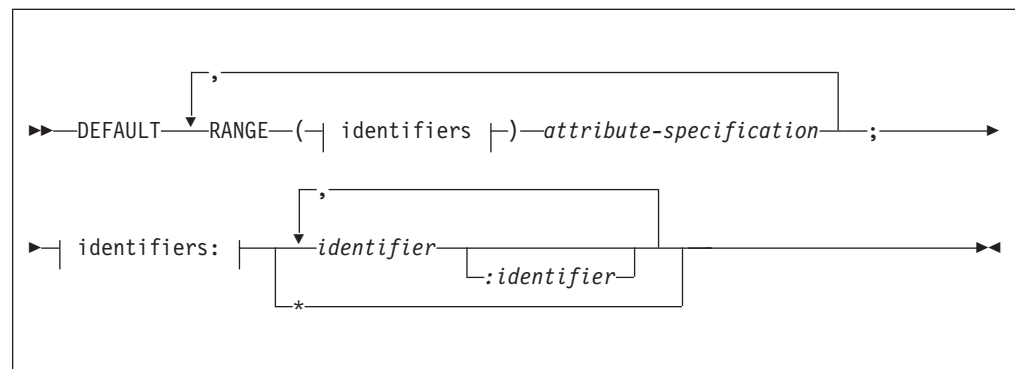 ,
DEFAULT RANGE ( identifiers ) attribute-specification ;
,
identifiers: identifier
:identifier
*